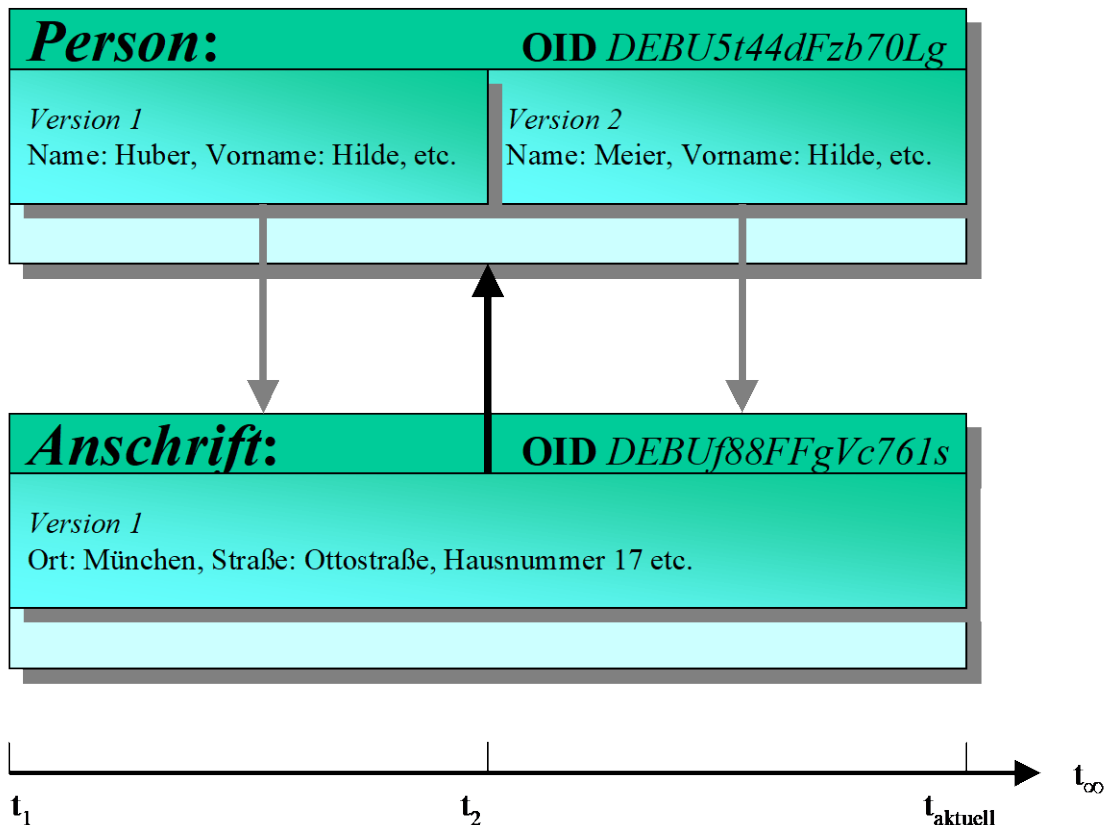 Person: OID DEBU5t44dFzb70Lg
Version 1
Name: Huber, Vorname: Hilde, etc.
Version 2
Name: Meier, Vorname: Hilde, etc.
Anschrift: OID DEBUf88FFgVc761s
Version 1
Ort: München, Straße: Ottostraße, Hausnummer 17 etc.
t∞
t1 t2 taktuell